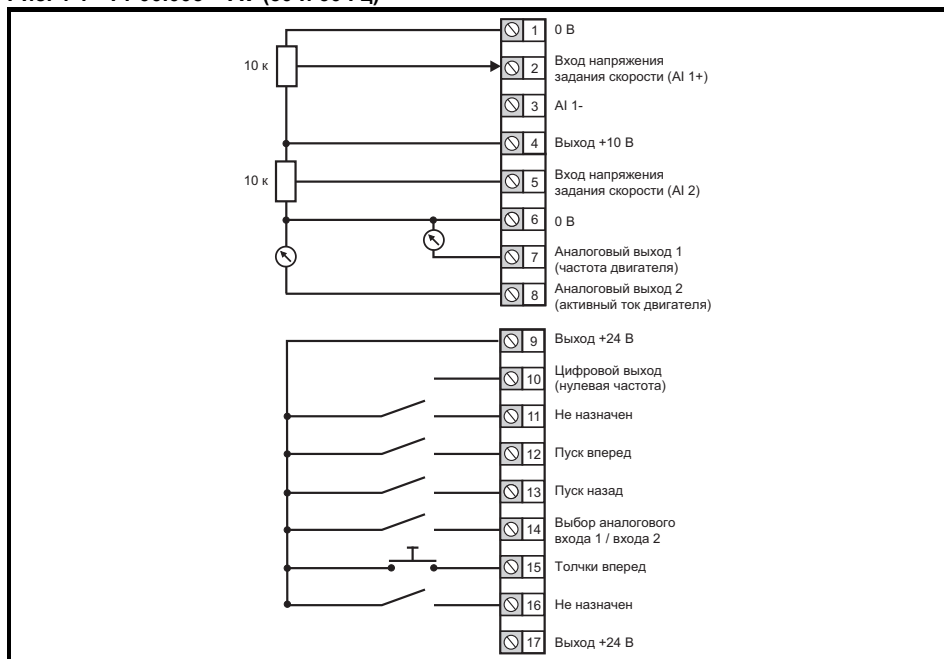 1 0 В
10 к
2 Вход напряжения
задания скорости (AI 1+)
3 AI 1-
4 Выход +10 В
10 к
5 Вход напряжения
задания скорости (AI 2)
6 0 В
7 Аналоговый выход 1
(частота двигателя)
8 Аналоговый выход 2
(активный ток двигателя)
9 Выход +24 В
10 Цифровой выход
(нулевая частота)
11 Не назначен
12 Пуск вперед
13 Пуск назад
14 Выбор аналогового
входа 1 / входа 2
15 Толчки вперед
16 Не назначен
17 Выход +24 В